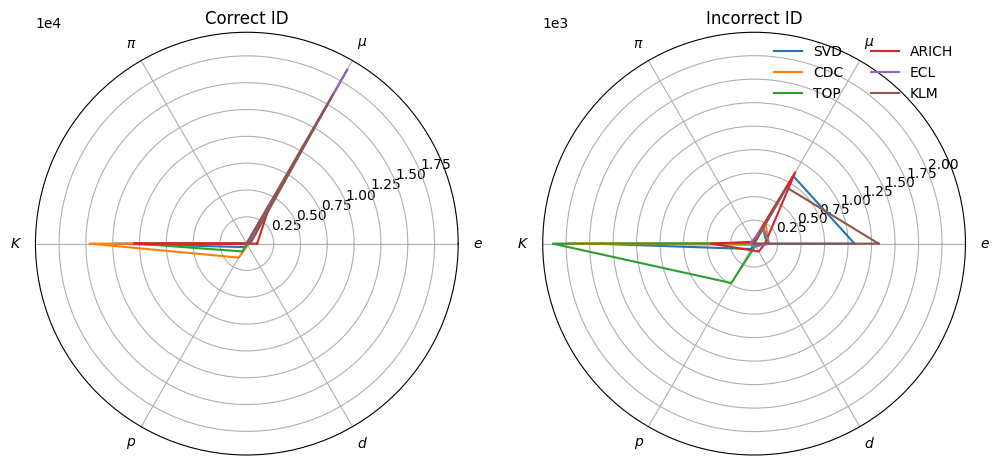 Correct ID
1e4
e
μ
π
K
p
d
0.25
0.50
0.75
1.00
1.25
1.50
1.75
Incorrect ID
1e3
e
μ
π
K
p
d
0.25
0.50
0.75
1.00
1.25
1.50
1.75
2.00
SVD
CDC
TOP
ARICH
ECL
KLM